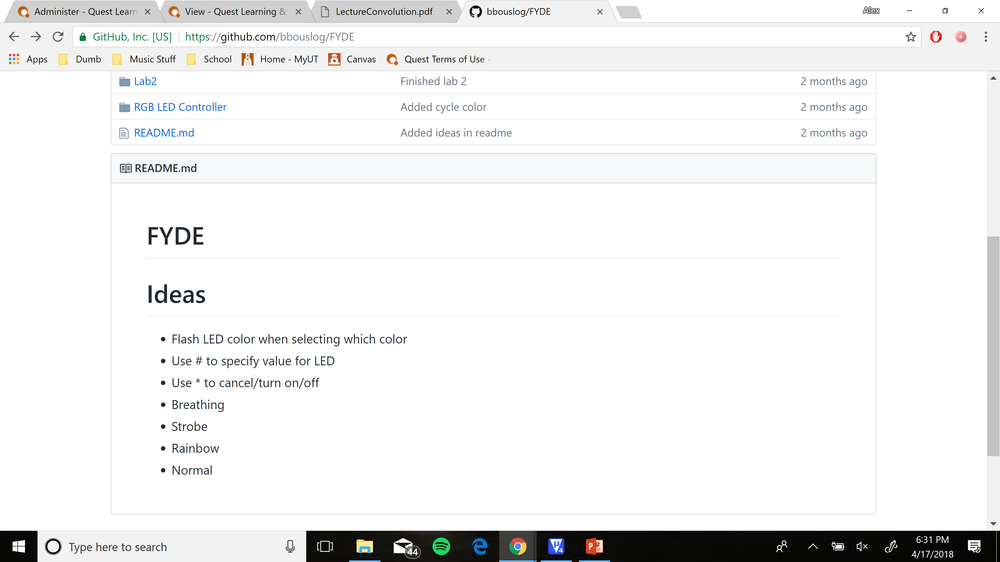 Administer - Quest Learn
View - Quest Learning &
LectureConvolution.pdf
bbouslog/FYDE
Alex
GitHub, Inc. [US]
https://github.com/bbouslog/FYDE
Apps
Dumb
Music Stuff
School
Home - MyUT
Canvas
Quest Terms of Use -
Lab2 Finished lab 2 2 months ago
RGB LED Controller Added cycle color 2 months ago
README.md Added ideas in readme 2 months ago
README.md
FYDE
Ideas
• Flash LED color when selecting which color
• Use # to specify value for LED
• Use * to cancel/turn on/off
• Breathing
• Strobe
• Rainbow
• Normal
Type here to search
44
µ4
P
6:31 PM
4/17/2018